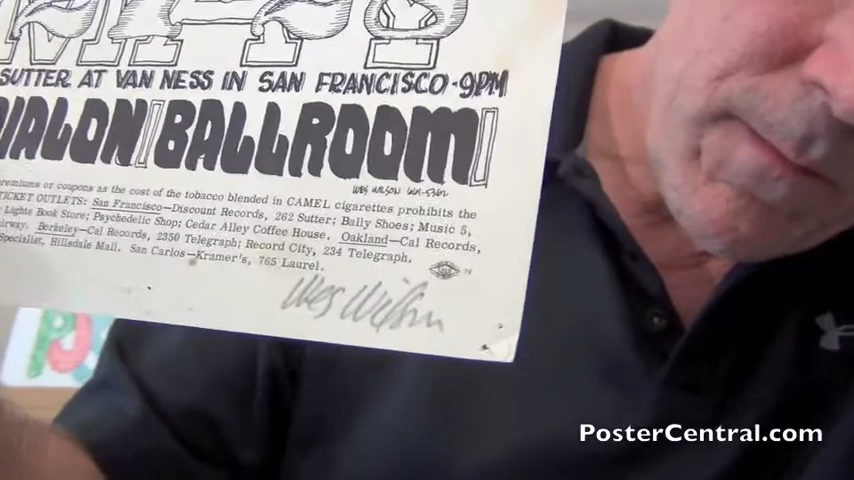 SUTTER AT VAN NESS IN SAN FRANCISCO - 9PM
BALLROOM
WES WILSON
premiums or coupons as the cost of the tobacco blended in CAMEL cigarettes prohibits the
TICKET OUTLETS: San Francisco—Discount Records, 262 Sutter; Bally Shoes; Music 5,
Lights Book Store; Psychedelic Shop; Cedar Alley Coffee House. Oakland—Cal Records,
Berkeley—Cal Records, 2350 Telegraph; Record City, 234 Telegraph.
Hillsdale Mall. San Carlos—Kramer's, 765 Laurel.
Wes Wilson
PosterCentral.com